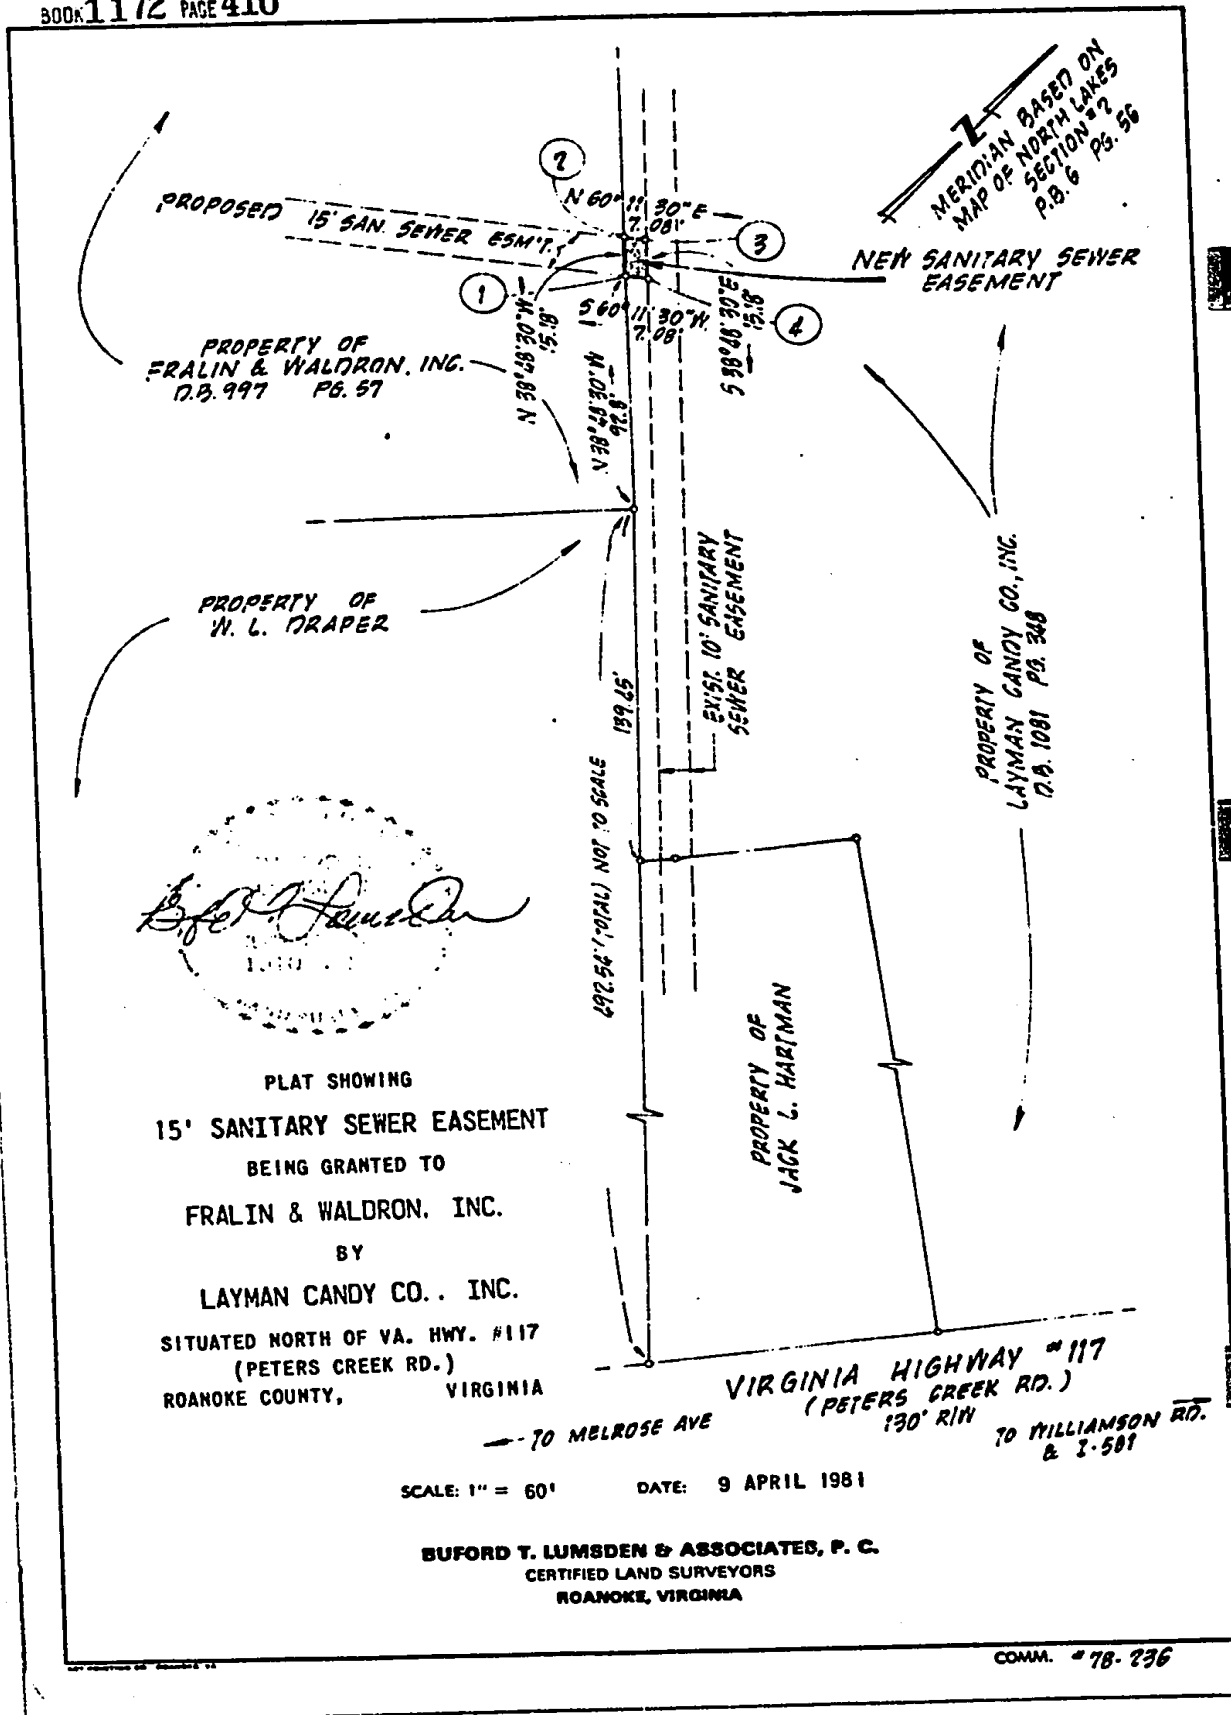 BOOK 1172 PAGE 410
MERIDIAN BASED ON
MAP OF NORTH LAKES
SECTION #2
P.B. 6 PG. 56
2
N 60° 11' 30" E
7.08'
3
PROPOSED 15' SAN. SEWER ESM'T.
NEW SANITARY SEWER
EASEMENT
1
N 38° 48' 30" W.
15.18'
S 60° 11' 30" W.
7.08'
S 38° 48' 30" E
15.18'
4
PROPERTY OF
FRALIN & WALDRON, INC.
D.B. 997 PG. 57
N 38° 48' 30" W.
92.8'
PROPERTY OF
W. L. DRAPER
EXIST. 10' SANITARY
SEWER EASEMENT
139.65'
692.54' (TOTAL) NOT TO SCALE
PROPERTY OF
LAYMAN CANDY CO., INC.
D.B. 1081 PG. 348
PROPERTY OF
JACK L. HARTMAN
PLAT SHOWING
15' SANITARY SEWER EASEMENT
BEING GRANTED TO
FRALIN & WALDRON, INC.
BY
LAYMAN CANDY CO., INC.
SITUATED NORTH OF VA. HWY. #117
(PETERS CREEK RD.)
ROANOKE COUNTY, VIRGINIA
VIRGINIA HIGHWAY #117
(PETERS CREEK RD.)
130' R/W
TO MELROSE AVE
TO WILLIAMSON RD.
& I-581
SCALE: 1" = 60' DATE: 9 APRIL 1981
BUFORD T. LUMSDEN & ASSOCIATES, P. C.
CERTIFIED LAND SURVEYORS
ROANOKE, VIRGINIA
COMM. #78-236